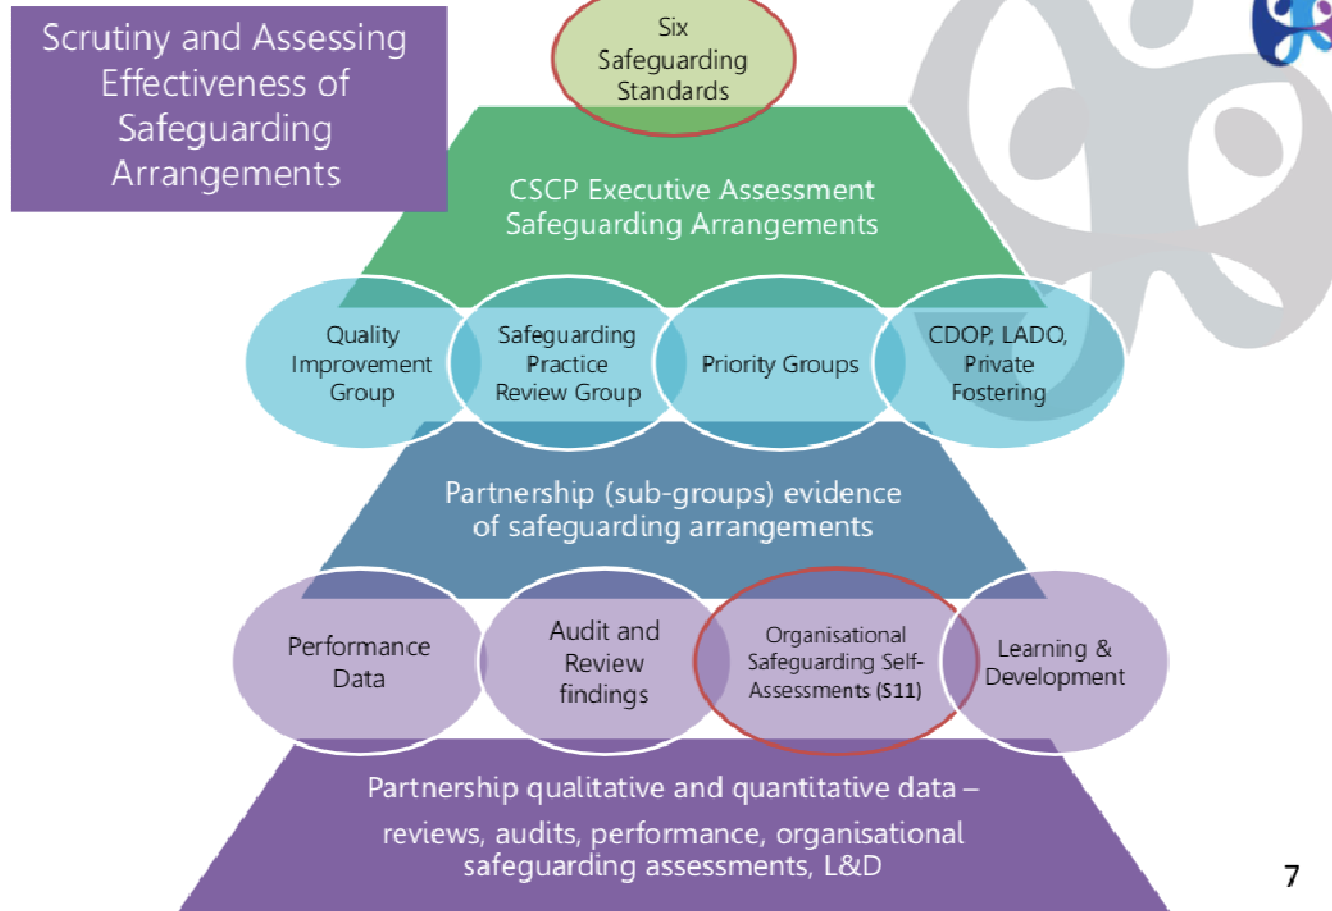 Scrutiny and Assessing
Effectiveness of
Safeguarding
Arrangements
Six
Safeguarding
Standards
CSCP Executive Assessment
Safeguarding Arrangements
Quality
Improvement
Group
Safeguarding
Practice
Review Group
Priority Groups
CDOP, LADO,
Private
Fostering
Partnership (sub-groups) evidence
of safeguarding arrangements
Performance
Data
Audit and
Review
findings
Organisational
Safeguarding Self-
Assessments (S11)
Learning &
Development
Partnership qualitative and quantitative data –
reviews, audits, performance, organisational
safeguarding assessments, L&D
7